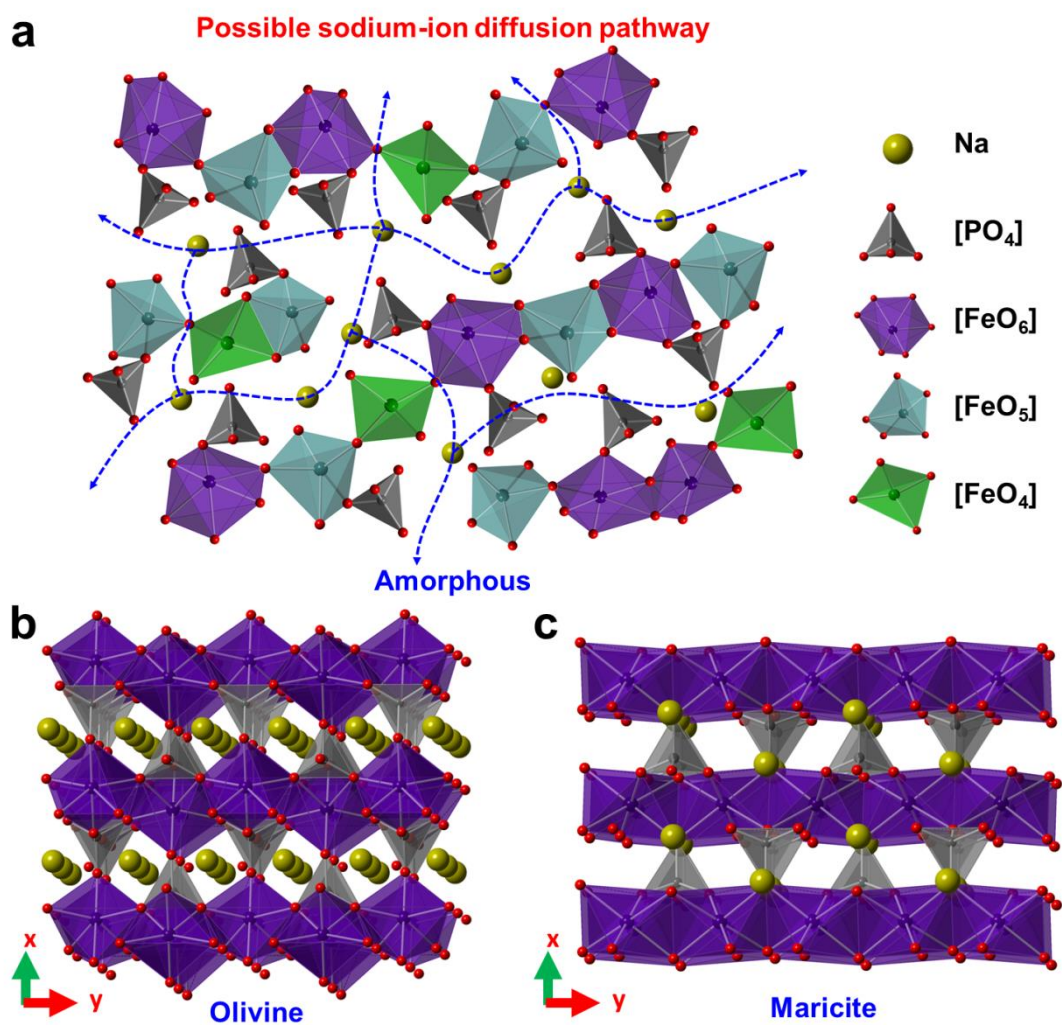 a
Possible sodium-ion diffusion pathway
Na
[PO₄]
[FeO₆]
[FeO₅]
[FeO₄]
Amorphous
b
c
x
y
Olivine
x
y
Maricite